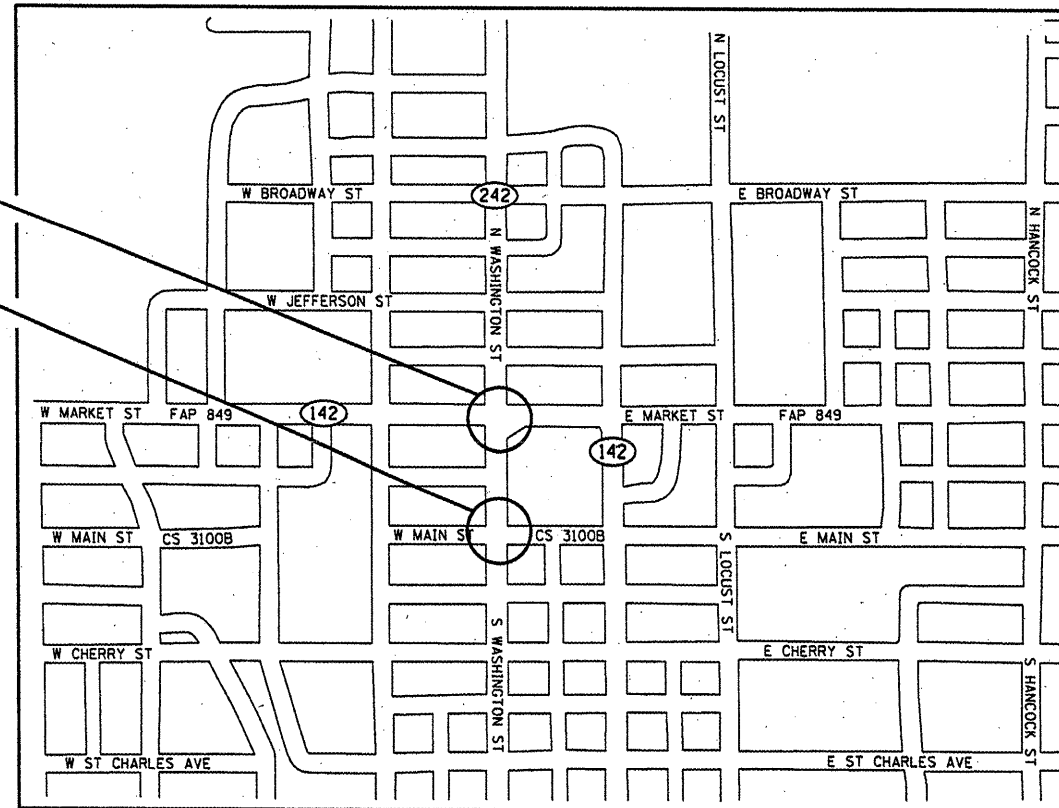 N LOCUST ST
W BROADWAY ST
242
E BROADWAY ST
N WASHINGTON ST
N HANCOCK ST
W JEFFERSON ST
W MARKET ST
FAP 849
142
E MARKET ST
FAP 849
142
W MAIN ST
CS 3100B
W MAIN ST
CS 3100B
E MAIN ST
S LOCUST ST
S WASHINGTON ST
W CHERRY ST
E CHERRY ST
S HANCOCK ST
W ST CHARLES AVE
E ST CHARLES AVE